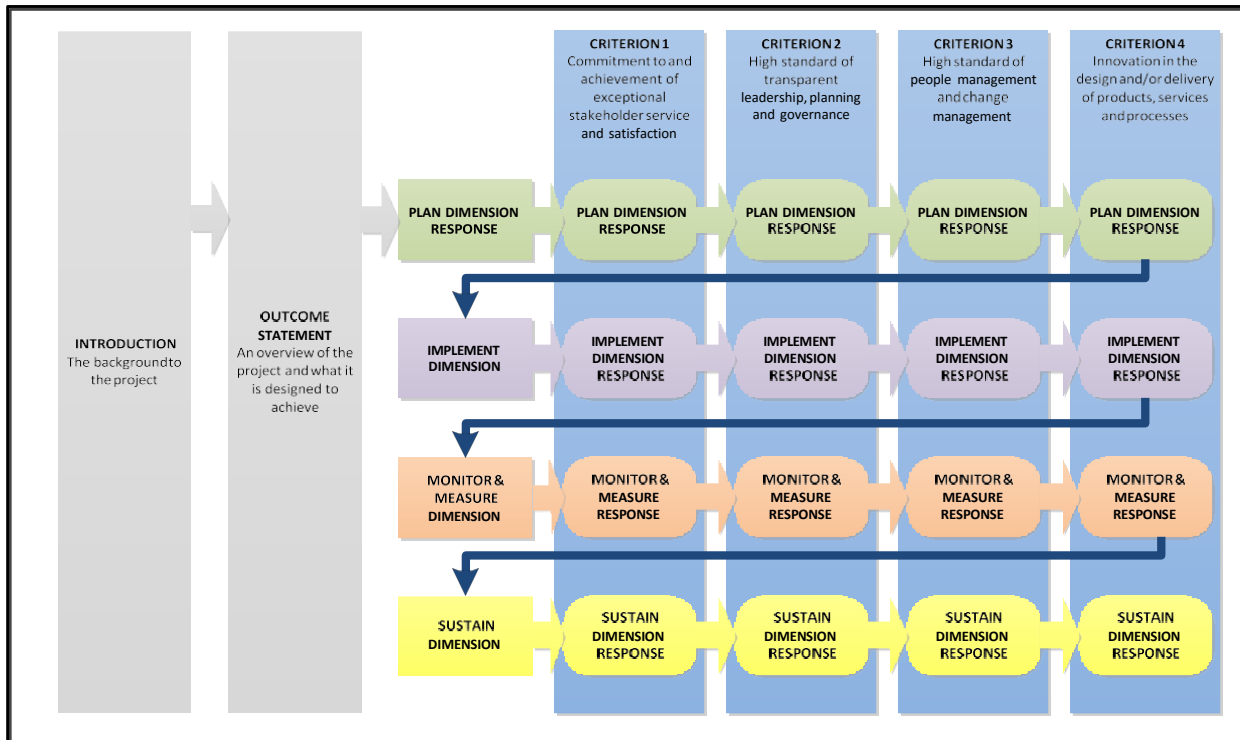 CRITERION 1
Commitment to and
achievement of
exceptional
stakeholder service
and satisfaction
CRITERION 2
High standard of
transparent
leadership, planning
and governance
CRITERION 3
High standard of
people management
and change
management
CRITERION 4
Innovation in the
design and/or delivery
of products, services
and processes
INTRODUCTION
The background to
the project
OUTCOME
STATEMENT
An overview of the
project and what it
is designed to
achieve
PLAN DIMENSION
RESPONSE
PLAN DIMENSION
RESPONSE
PLAN DIMENSION
RESPONSE
PLAN DIMENSION
RESPONSE
PLAN DIMENSION
RESPONSE
IMPLEMENT
DIMENSION
IMPLEMENT
DIMENSION
RESPONSE
IMPLEMENT
DIMENSION
RESPONSE
IMPLEMENT
DIMENSION
RESPONSE
IMPLEMENT
DIMENSION
RESPONSE
MONITOR &
MEASURE
DIMENSION
MONITOR &
MEASURE
RESPONSE
MONITOR &
MEASURE
RESPONSE
MONITOR &
MEASURE
RESPONSE
MONITOR &
MEASURE
RESPONSE
SUSTAIN
DIMENSION
SUSTAIN
DIMENSION
RESPONSE
SUSTAIN
DIMENSION
RESPONSE
SUSTAIN
DIMENSION
RESPONSE
SUSTAIN
DIMENSION
RESPONSE